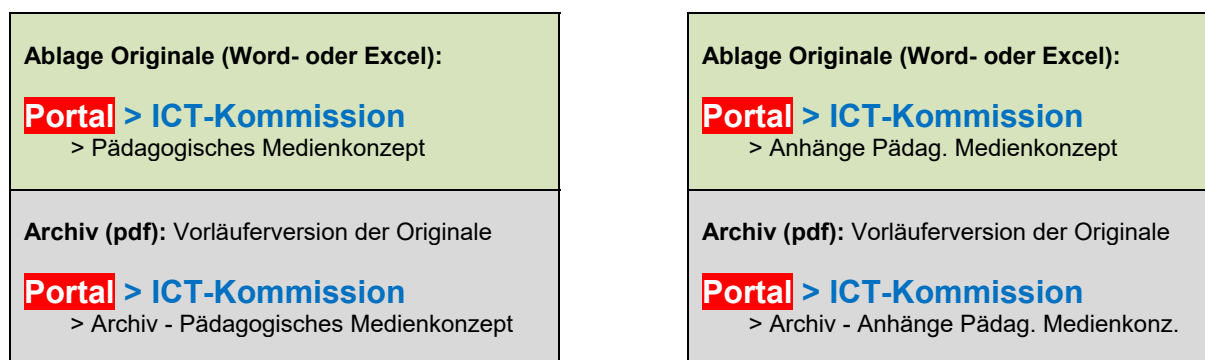 Ablage Originale (Word- oder Excel):
Portal > ICT-Kommission
> Pädagogisches Medienkonzept
Archiv (pdf): Vorläuferversion der Originale
Portal > ICT-Kommission
> Archiv - Pädagogisches Medienkonzept
Ablage Originale (Word- oder Excel):
Portal > ICT-Kommission
> Anhänge Pädag. Medienkonzept
Archiv (pdf): Vorläuferversion der Originale
Portal > ICT-Kommission
> Archiv - Anhänge Pädag. Medienkonz.